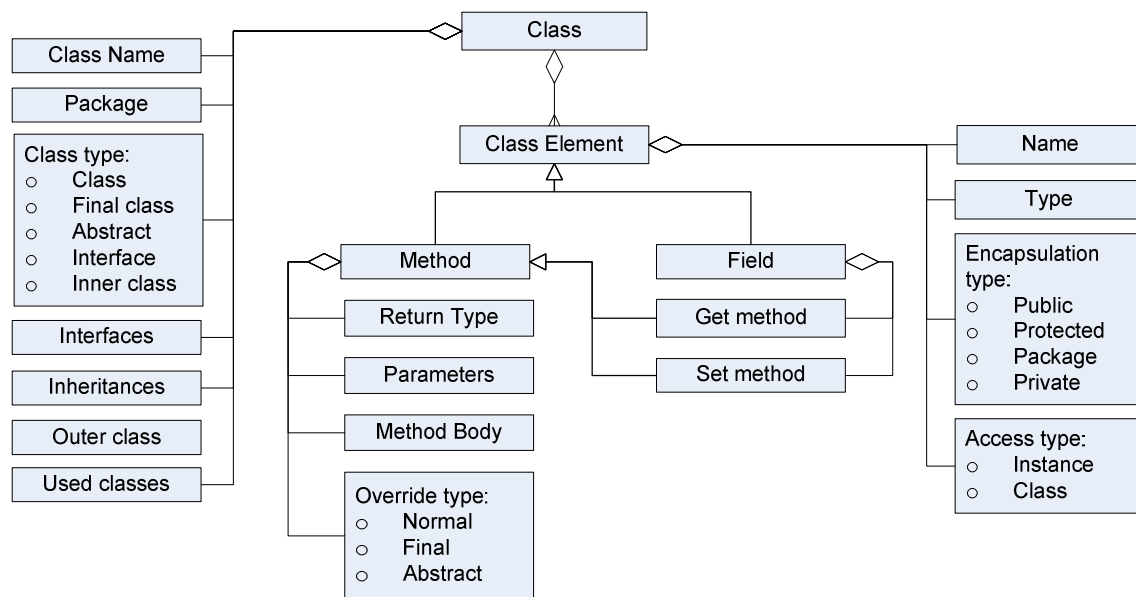 Class
Class Name
Package
Class type:
○ Class
○ Final class
○ Abstract
○ Interface
○ Inner class
Interfaces
Inheritances
Outer class
Used classes
Class Element
Method
Return Type
Parameters
Method Body
Override type:
○ Normal
○ Final
○ Abstract
Field
Get method
Set method
Name
Type
Encapsulation
type:
○ Public
○ Protected
○ Package
○ Private
Access type:
○ Instance
○ Class